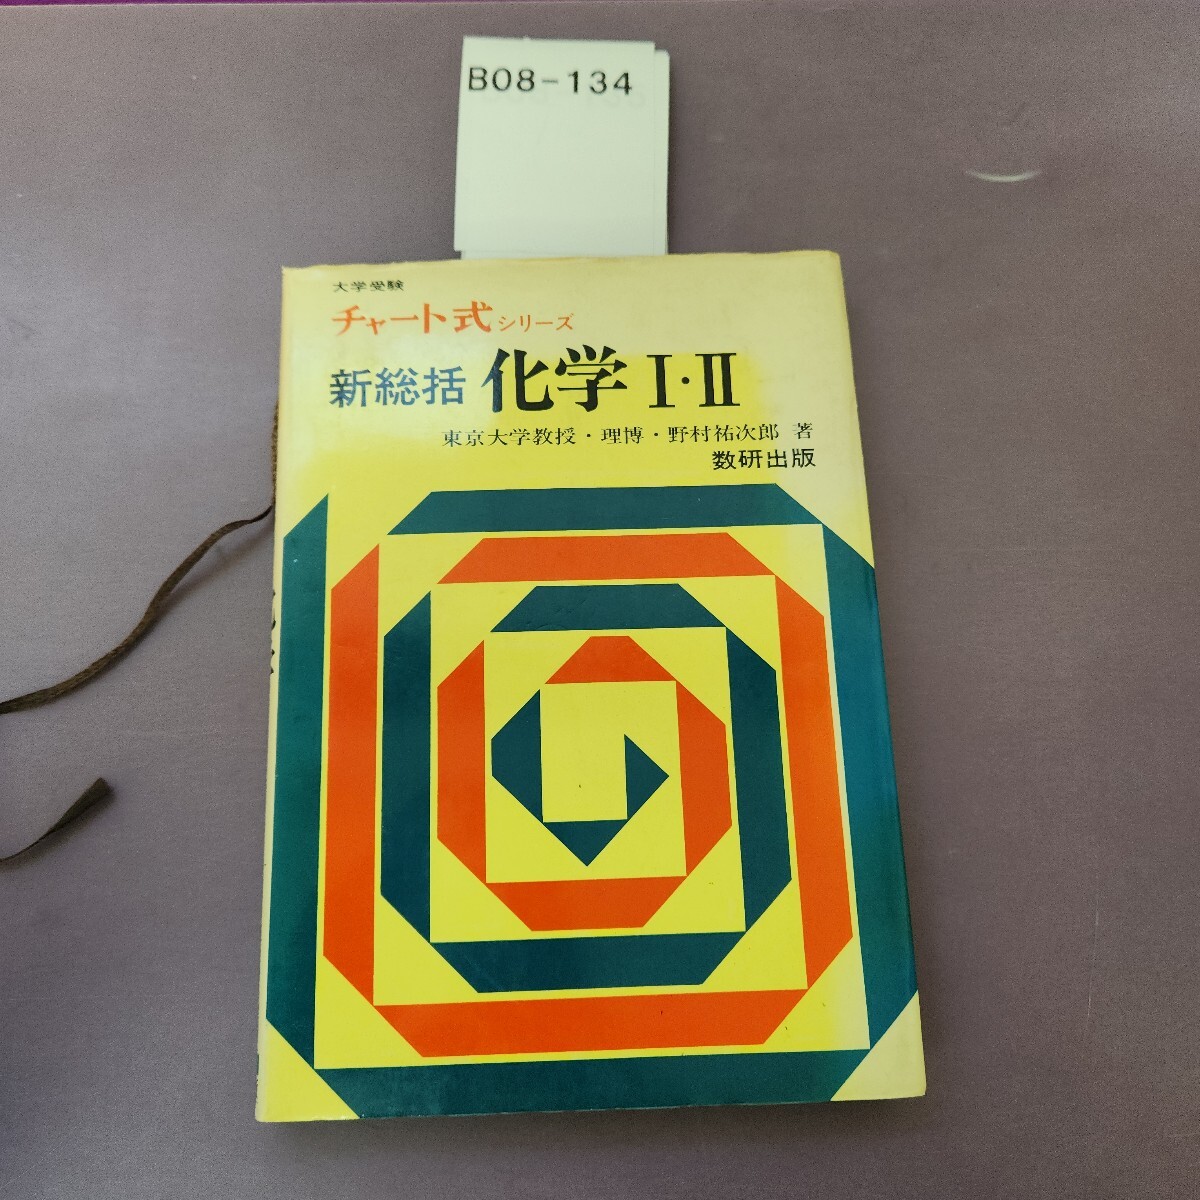 B08-134
大学受験
チャート式シリーズ
新総括 化学 I・II
東京大学教授・理博・野村祐次郎 著
数研出版